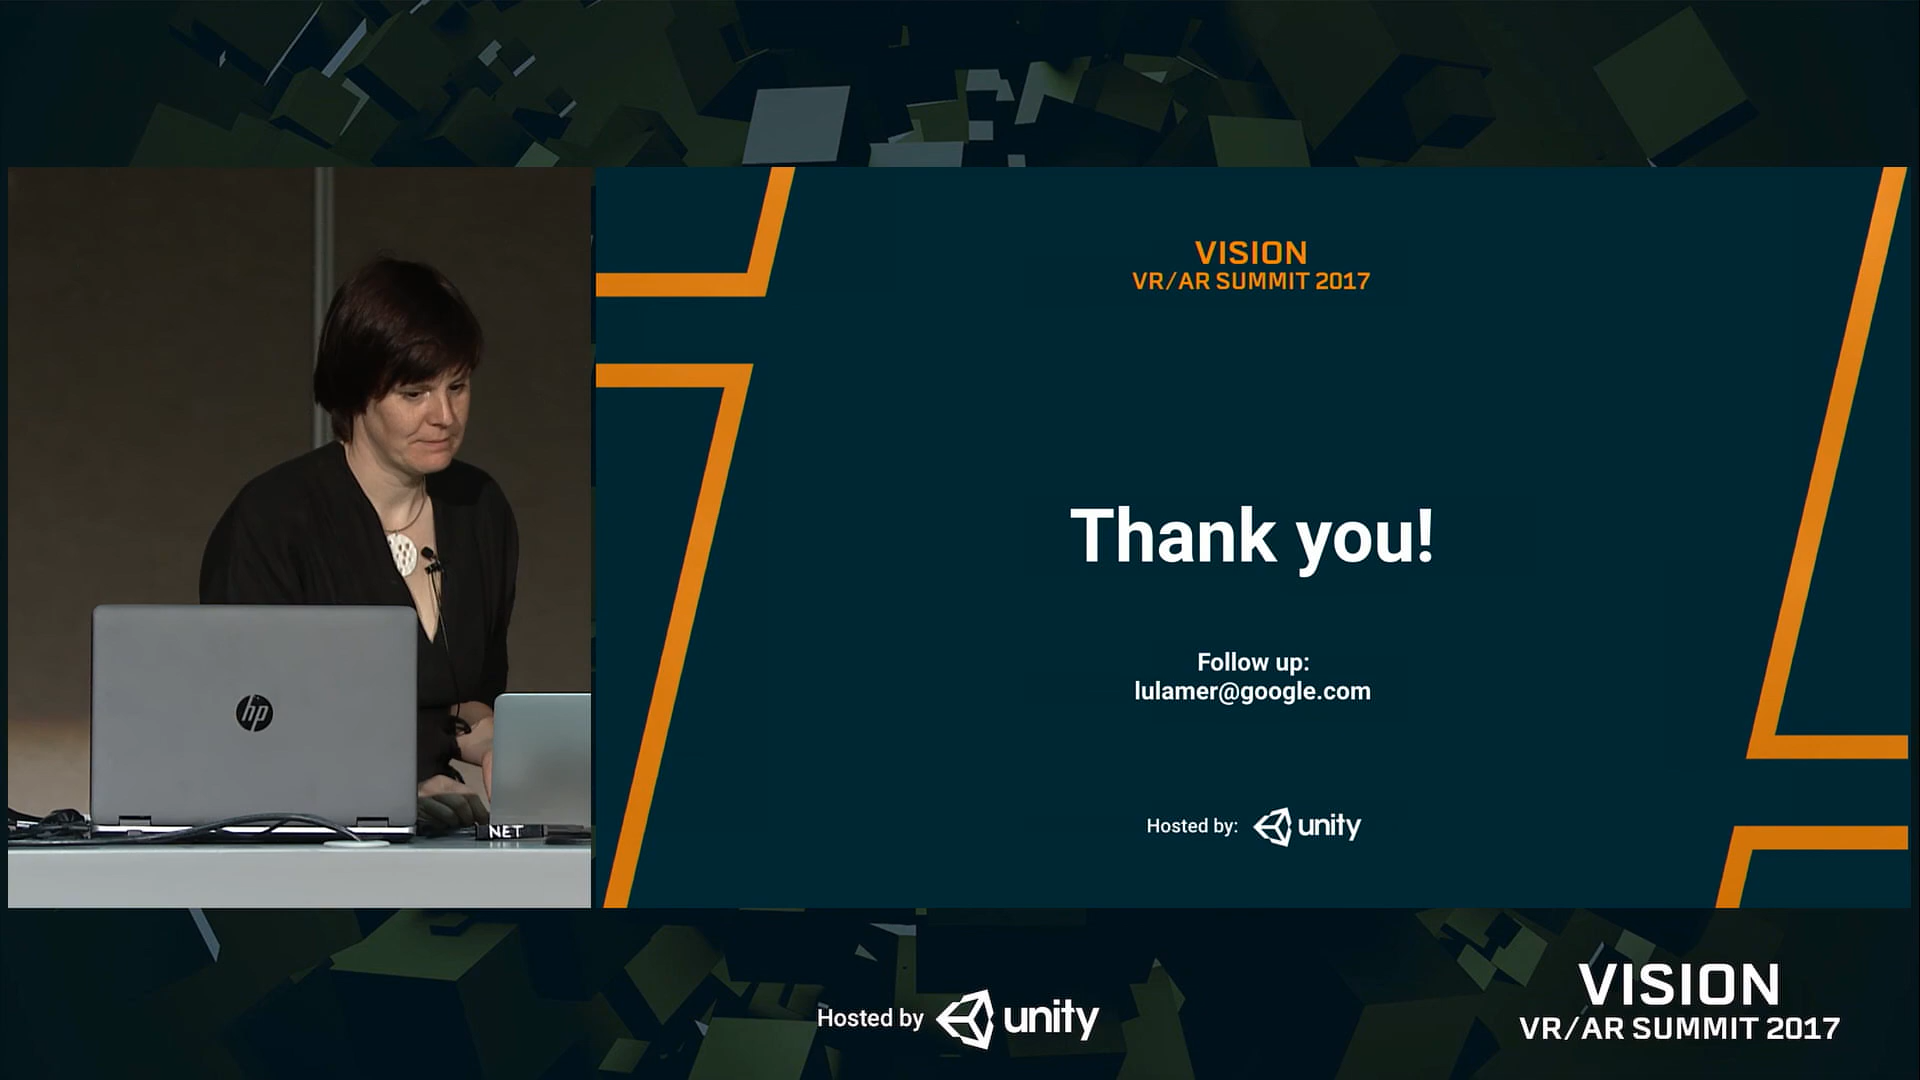 VISION
VR/AR SUMMIT 2017
Thank you!
Follow up:
lulamer@google.com
Hosted by: unity
hp
NET
Hosted by unity
VISION
VR/AR SUMMIT 2017